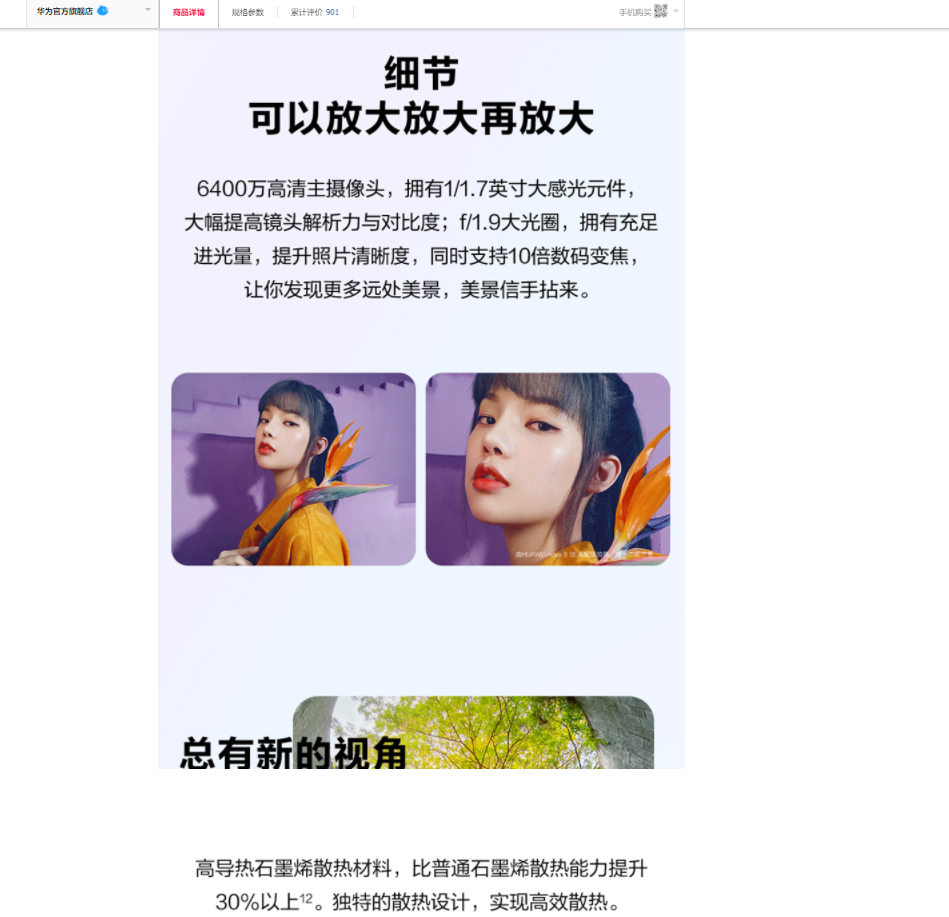 华为官方旗舰店
商品详情
规格参数
累计评价 901
手机购买
细节
可以放大放大再放大
6400万高清主摄像头，拥有1/1.7英寸大感光元件，
大幅提高镜头解析力与对比度；f/1.9大光圈，拥有充足
进光量，提升照片清晰度，同时支持10倍数码变焦，
让你发现更多远处美景，美景信手拈来。
总有新的视角
高导热石墨烯散热材料，比普通石墨烯散热能力提升
30%以上12。独特的散热设计，实现高效散热。